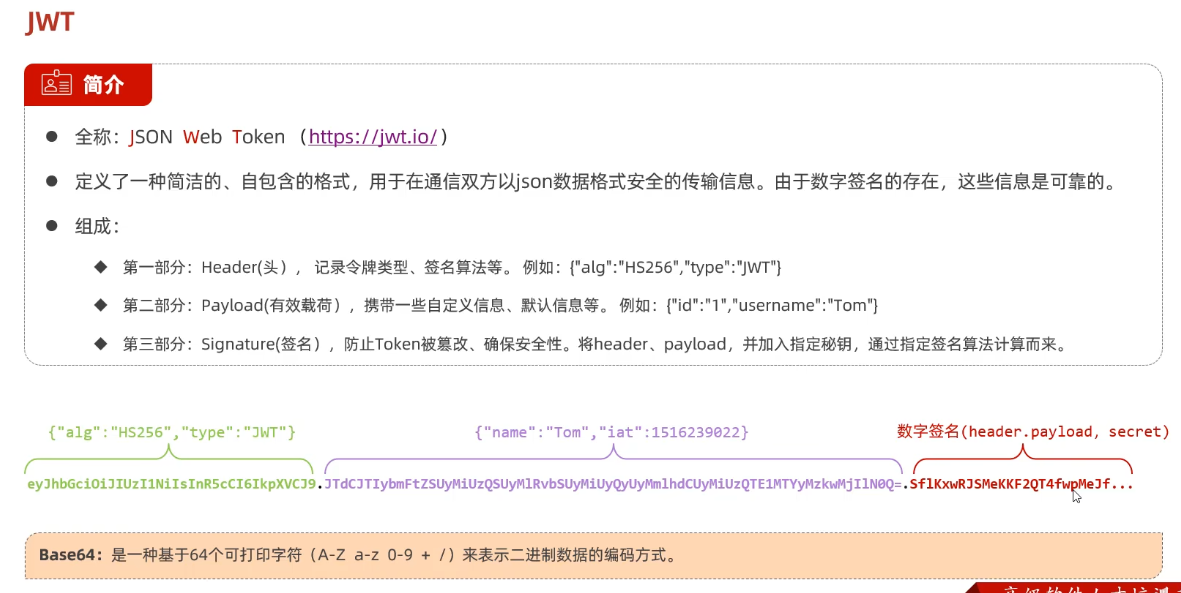 JWT
简介
全称：JSON Web Token （https://jwt.io/）
定义了一种简洁的、自包含的格式，用于在通信双方以json数据格式安全的传输信息。由于数字签名的存在，这些信息是可靠的。
组成：
第一部分：Header(头）， 记录令牌类型、签名算法等。 例如：{"alg":"HS256","type":"JWT"}
第二部分：Payload(有效载荷），携带一些自定义信息、默认信息等。 例如：{"id":"1","username":"Tom"}
第三部分：Signature(签名），防止Token被篡改、确保安全性。将header、payload，并加入指定秘钥，通过指定签名算法计算而来。
{"alg":"HS256","type":"JWT"} {"name":"Tom","iat":1516239022} 数字签名(header.payload, secret)
eyJhbGciOiJIUzI1NiIsInR5cCI6IkpXVCJ9.JTdCJTIybmFtZSUyMiUzQSUyMlRvbSUyMiUyQyUyMmlhdCUyMiUzQTE1MTYyMzkwMjIlN0Q=.SflKxwRJSMeKKF2QT4fwpMeJf...
Base64：是一种基于64个可打印字符（A-Z a-z 0-9 + /）来表示二进制数据的编码方式。